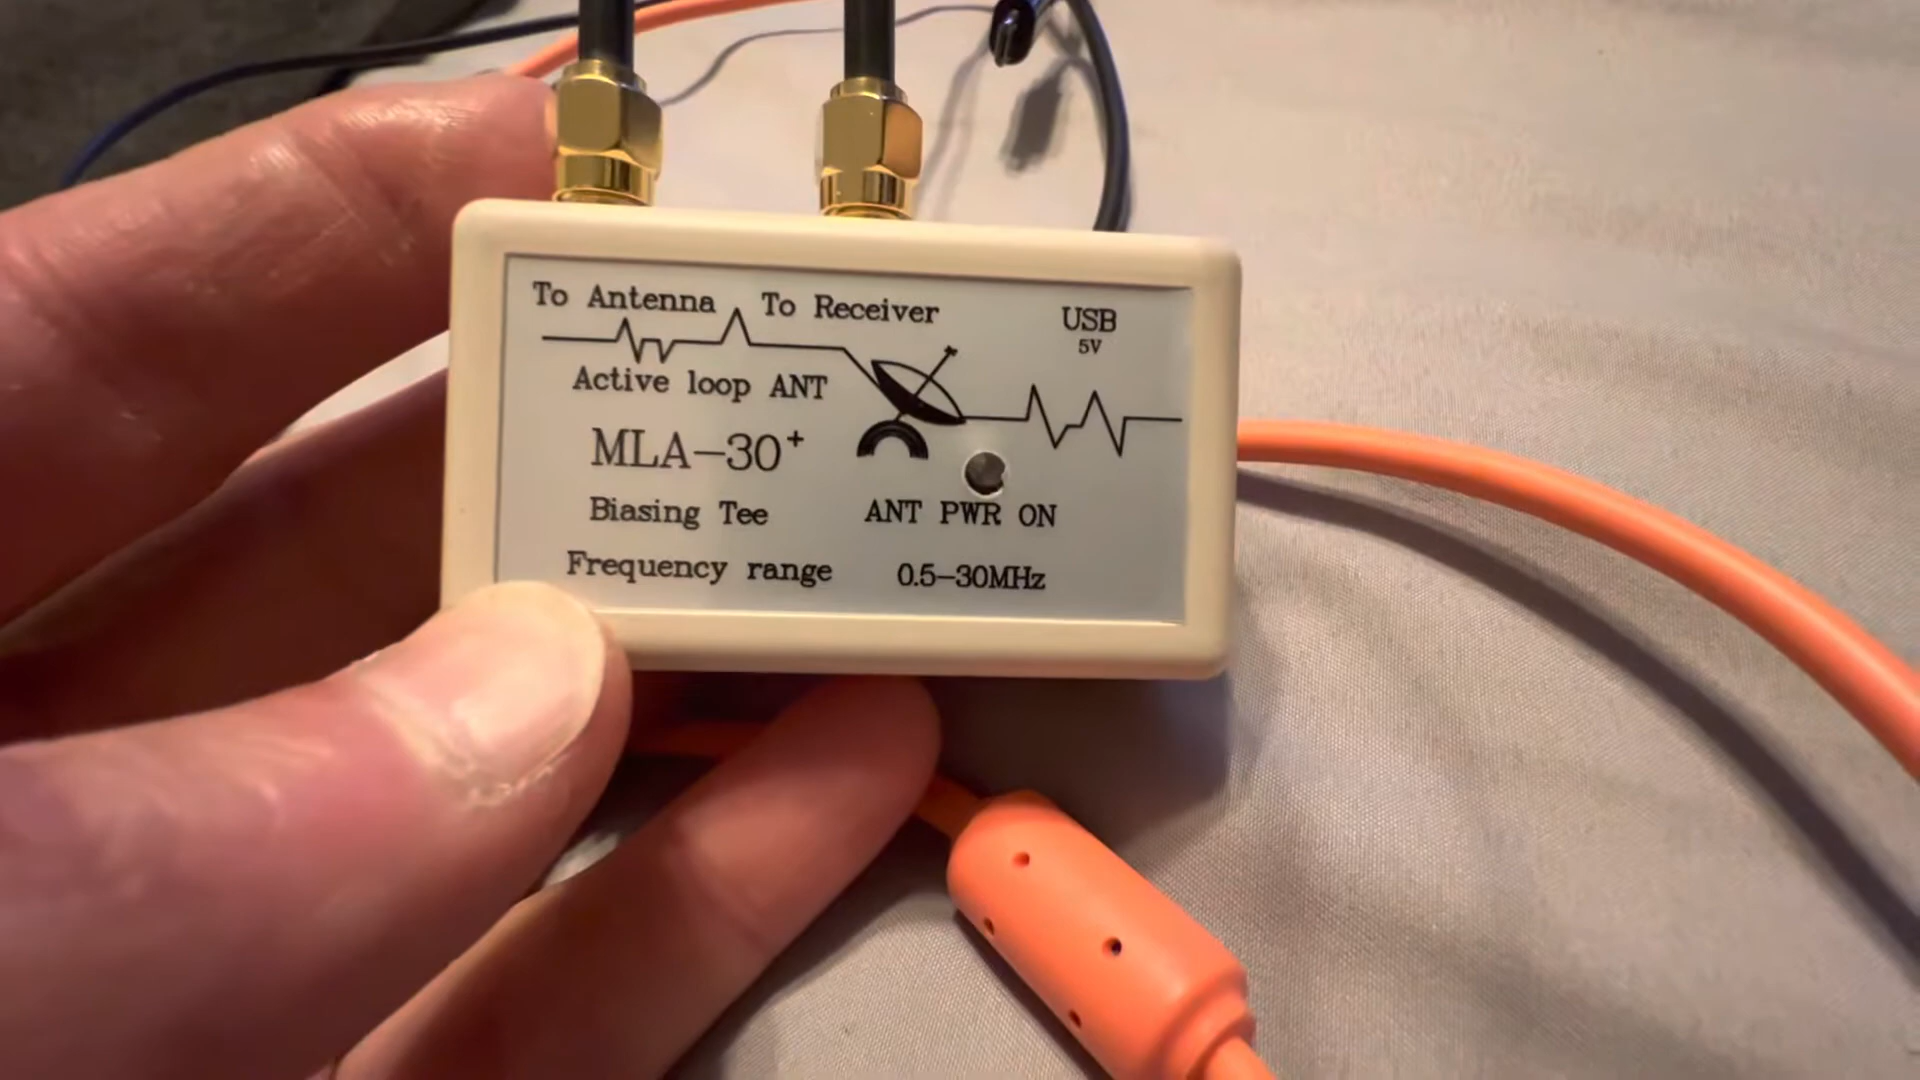 To Antenna To Receiver USB
5V
Active loop ANT
MLA-30+
Biasing Tee ANT PWR ON
Frequency range 0.5-30MHz